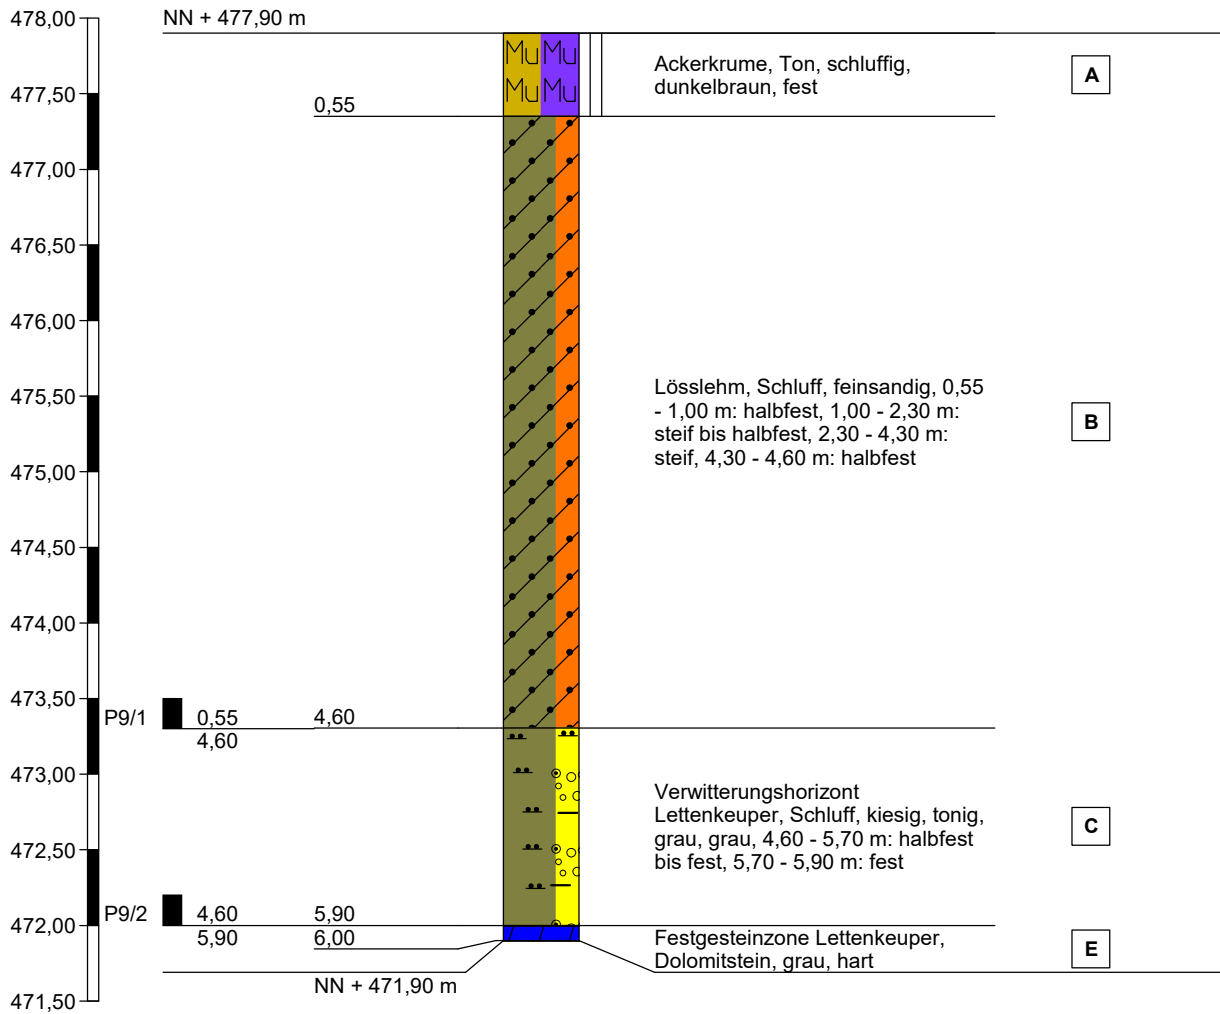 478,00
NN + 477,90 m
Mu Mu
Mu Mu
Ackerkrume, Ton, schluffig,
dunkelbraun, fest
A
477,50
0,55
477,00
476,50
476,00
475,50
Lösslehm, Schluff, feinsandig, 0,55
- 1,00 m: halbfest, 1,00 - 2,30 m:
steif bis halbfest, 2,30 - 4,30 m:
steif, 4,30 - 4,60 m: halbfest
B
475,00
474,50
474,00
473,50
P9/1
0,55
4,60
4,60
473,00
Verwitterungshorizont
Lettenkeuper, Schluff, kiesig, tonig,
grau, grau, 4,60 - 5,70 m: halbfest
bis fest, 5,70 - 5,90 m: fest
C
472,50
P9/2
4,60
5,90
472,00
5,90
6,00
Festgesteinzone Lettenkeuper,
Dolomitstein, grau, hart
E
NN + 471,90 m
471,50